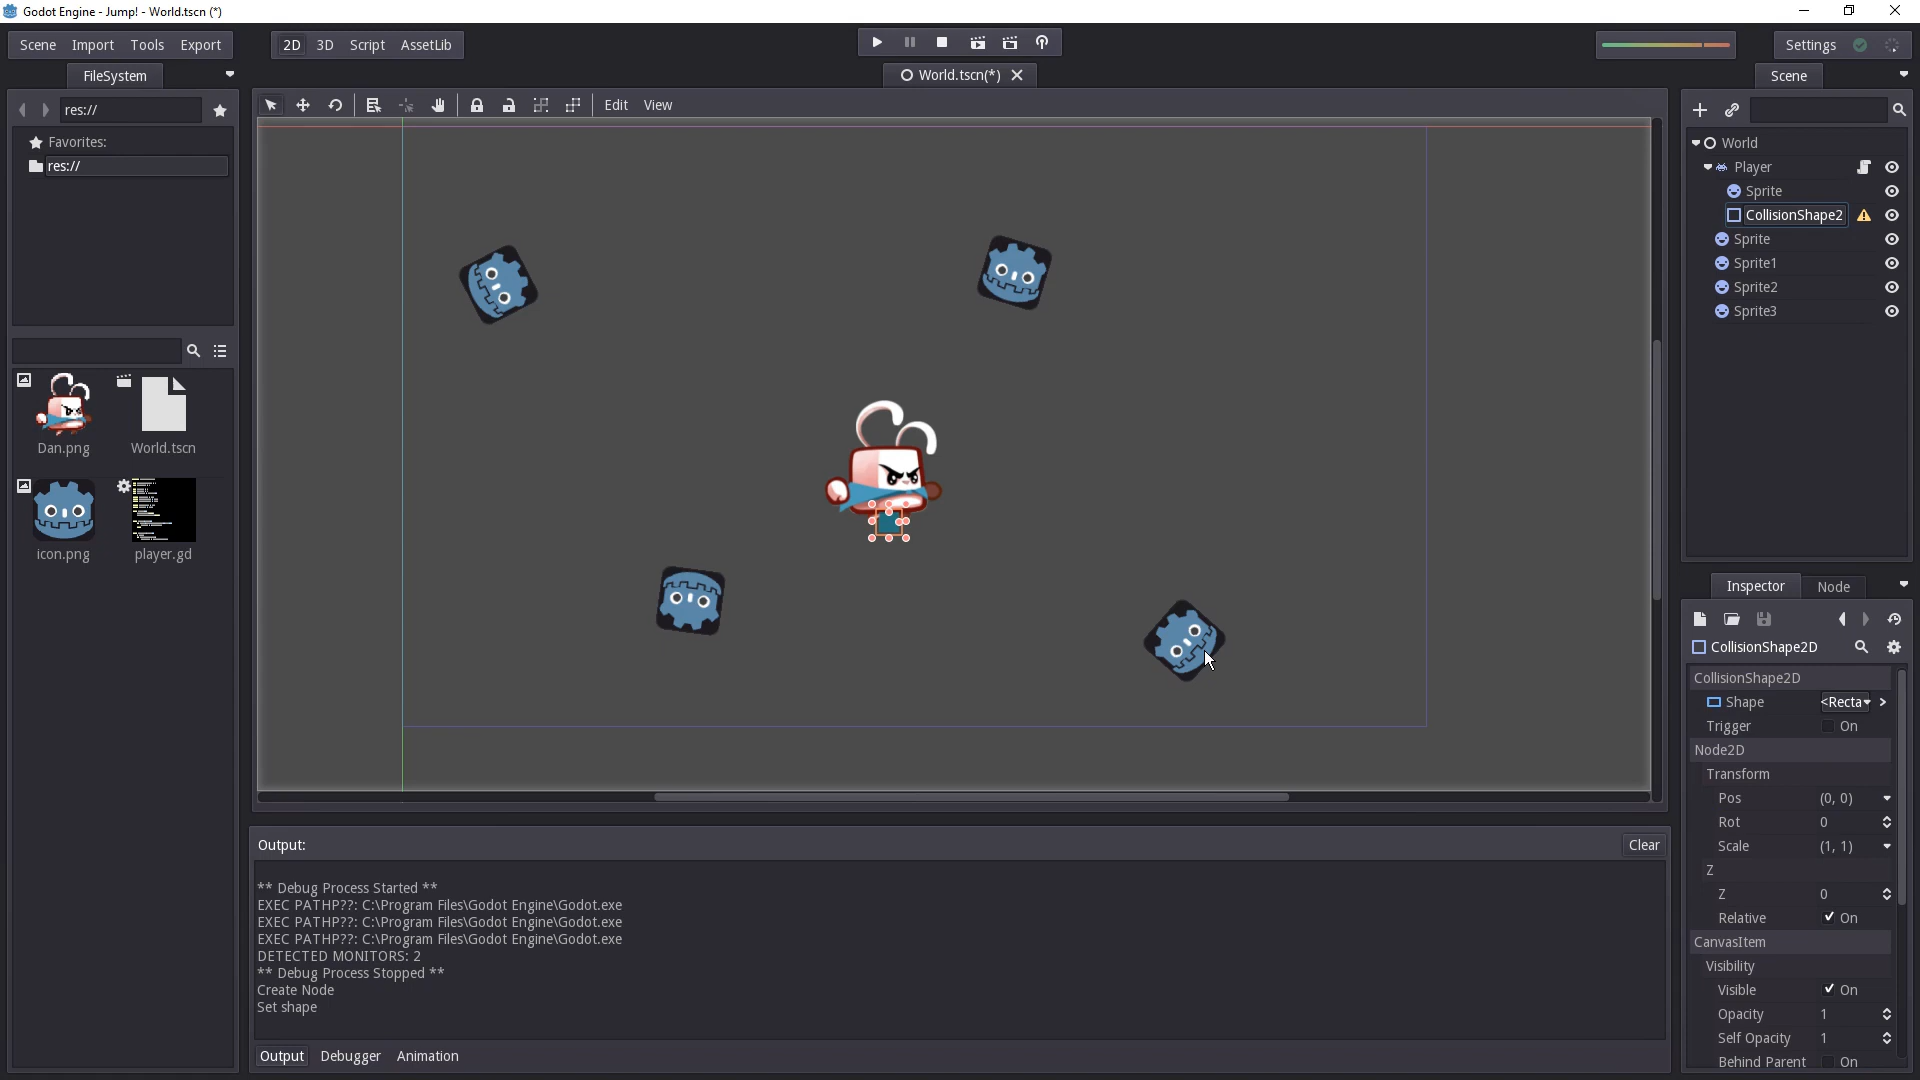 Godot Engine - Jump! - World.tscn (*)
Scene Import Tools Export
2D 3D Script AssetLib
Settings
FileSystem
World.tscn(*)
Scene
res://
Edit View
Favorites:
res://
World
Player
Sprite
CollisionShape2
Sprite
Sprite1
Sprite2
Sprite3
Dan.png
World.tscn
icon.png
player.gd
Inspector Node
CollisionShape2D
CollisionShape2D
Shape <Recta
Trigger On
Node2D
Transform
Pos (0, 0)
Rot 0
Scale (1, 1)
Z
Z 0
Relative On
CanvasItem
Visibility
Visible On
Opacity 1
Self Opacity 1
Behind Parent On
Output:
Clear
** Debug Process Started **
EXEC PATHP??: C:\Program Files\Godot Engine\Godot.exe
EXEC PATHP??: C:\Program Files\Godot Engine\Godot.exe
EXEC PATHP??: C:\Program Files\Godot Engine\Godot.exe
DETECTED MONITORS: 2
** Debug Process Stopped **
Create Node
Set shape
Output Debugger Animation